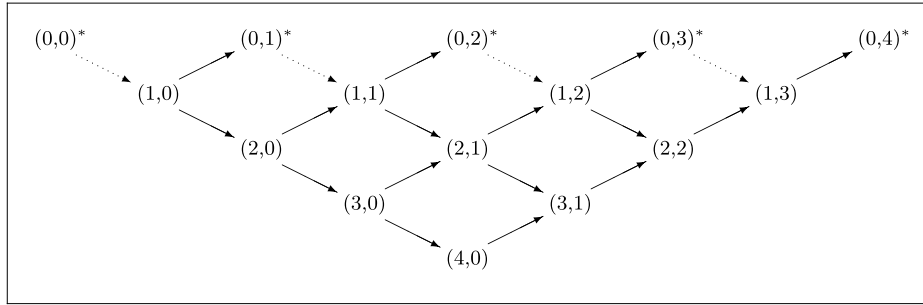 (0,0)* (0,1)* (0,2)* (0,3)* (0,4)*
(1,0) (1,1) (1,2) (1,3)
(2,0) (2,1) (2,2)
(3,0) (3,1)
(4,0)